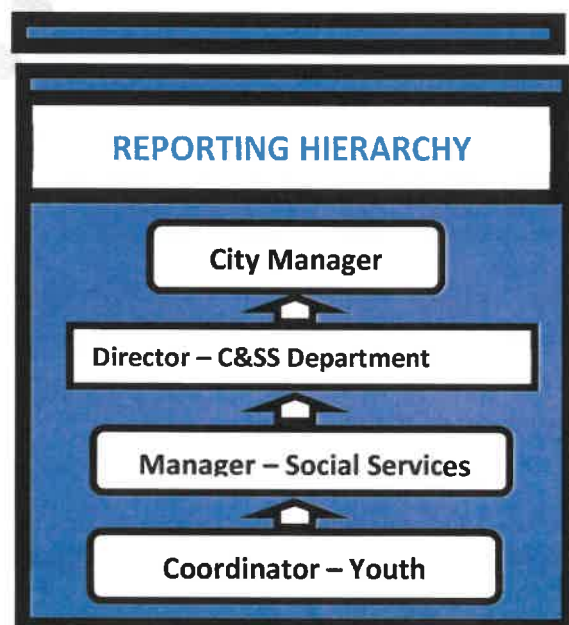 REPORTING HIERARCHY
City Manager
Director – C&SS Department
Manager – Social Services
Coordinator – Youth